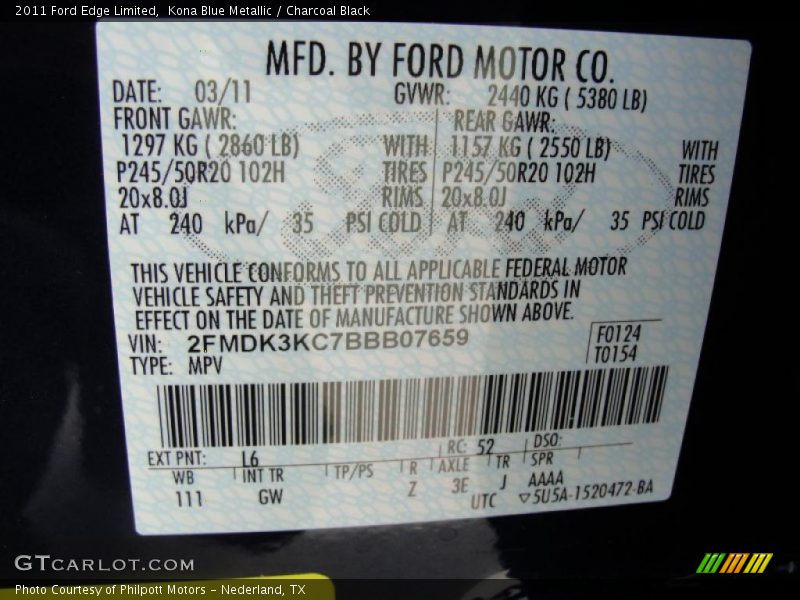 2011 Ford Edge Limited, Kona Blue Metallic / Charcoal Black
MFD. BY FORD MOTOR CO.
DATE: 03/11 GVWR: 2440 KG ( 5380 LB)
FRONT GAWR: REAR GAWR:
1297 KG ( 2860 LB) WITH 1157 KG ( 2550 LB) WITH
P245/50R20 102H TIRES P245/50R20 102H TIRES
20x8.0J RIMS 20x8.0J RIMS
AT 240 kPa/ 35 PSI COLD AT 240 kPa/ 35 PSI COLD
THIS VEHICLE CONFORMS TO ALL APPLICABLE FEDERAL MOTOR
VEHICLE SAFETY AND THEFT PREVENTION STANDARDS IN
EFFECT ON THE DATE OF MANUFACTURE SHOWN ABOVE.
VIN: 2FMDK3KC7BBB07659 F0124
TYPE: MPV T0154
EXT PNT: L6 RC: 52 DSO:
WB INT TR TP/PS R AXLE TR SPR
111 GW Z 3E J AAAA
UTC ▽5U5A-1520472-BA
GTCARLOT.COM
Photo Courtesy of Philpott Motors - Nederland, TX